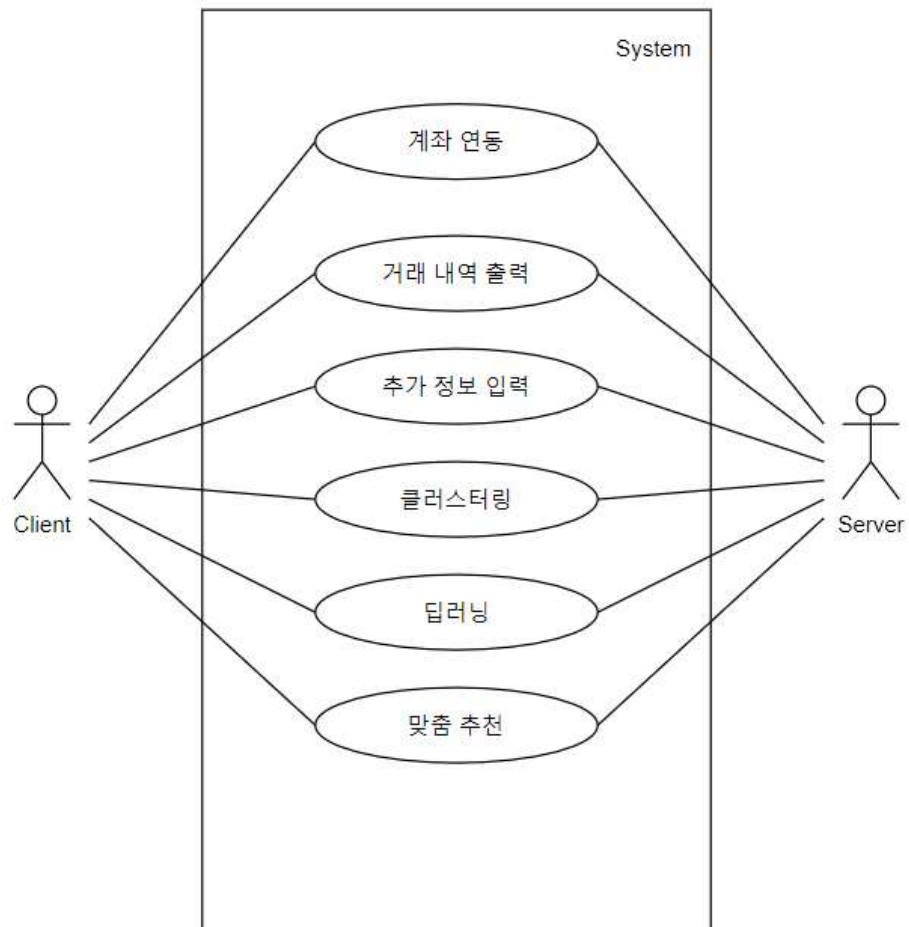 System
계좌 연동
거래 내역 출력
추가 정보 입력
클러스터링
딥러닝
맞춤 추천
Client
Server